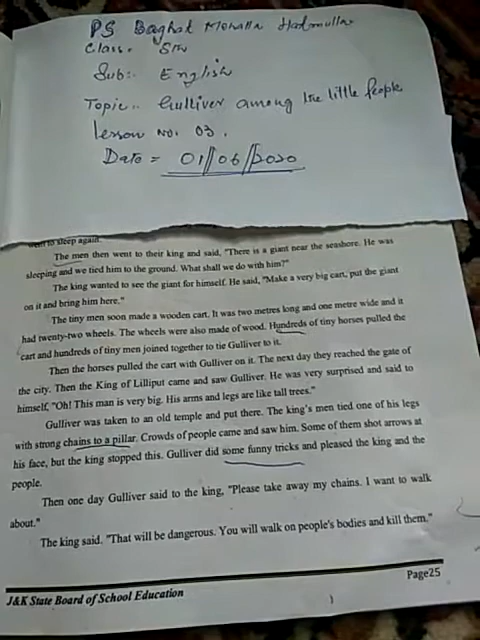 PS Baghat Mohalla Hadmulla
Class. 5th
Sub:- English
Topic.. Gulliver among the little people
lesson no. 03.
Date = 01/06/2020
went to sleep again.
The men then went to their king and said, "There is a giant near the seashore. He was
sleeping and we tied him to the ground. What shall we do with him?"
The king wanted to see the giant for himself. He said, "Make a very big cart, put the giant
on it and bring him here."
The tiny men soon made a wooden cart. It was two metres long and one metre wide and it
had twenty-two wheels. The wheels were also made of wood. Hundreds of tiny horses pulled the
cart and hundreds of tiny men joined together to tie Gulliver to it.
Then the horses pulled the cart with Gulliver on it. The next day they reached the gate of
the city. Then the King of Lilliput came and saw Gulliver. He was very surprised and said to
himself, "Oh! This man is very big. His arms and legs are like tall trees."
Gulliver was taken to an old temple and put there. The king's men tied one of his legs
with strong chains to a pillar. Crowds of people came and saw him. Some of them shot arrows at
his face, but the king stopped this. Gulliver did some funny tricks and pleased the king and the
people.
Then one day Gulliver said to the king, "Please take away my chains. I want to walk
about."
The king said. "That will be dangerous. You will walk on people's bodies and kill them."
Page25
J&K State Board of School Education